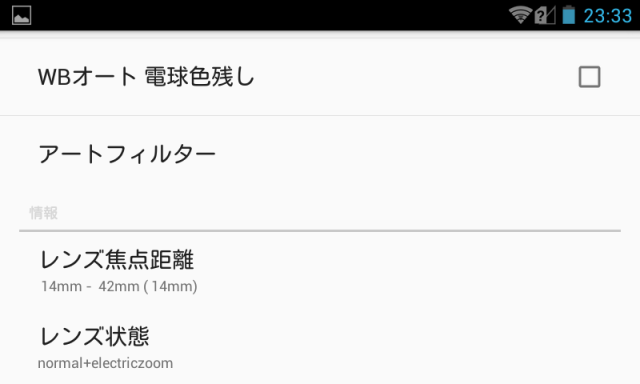 23:33
WBオート 電球色残し
アートフィルター
情報
レンズ焦点距離
14mm - 42mm ( 14mm)
レンズ状態
normal+electriczoom